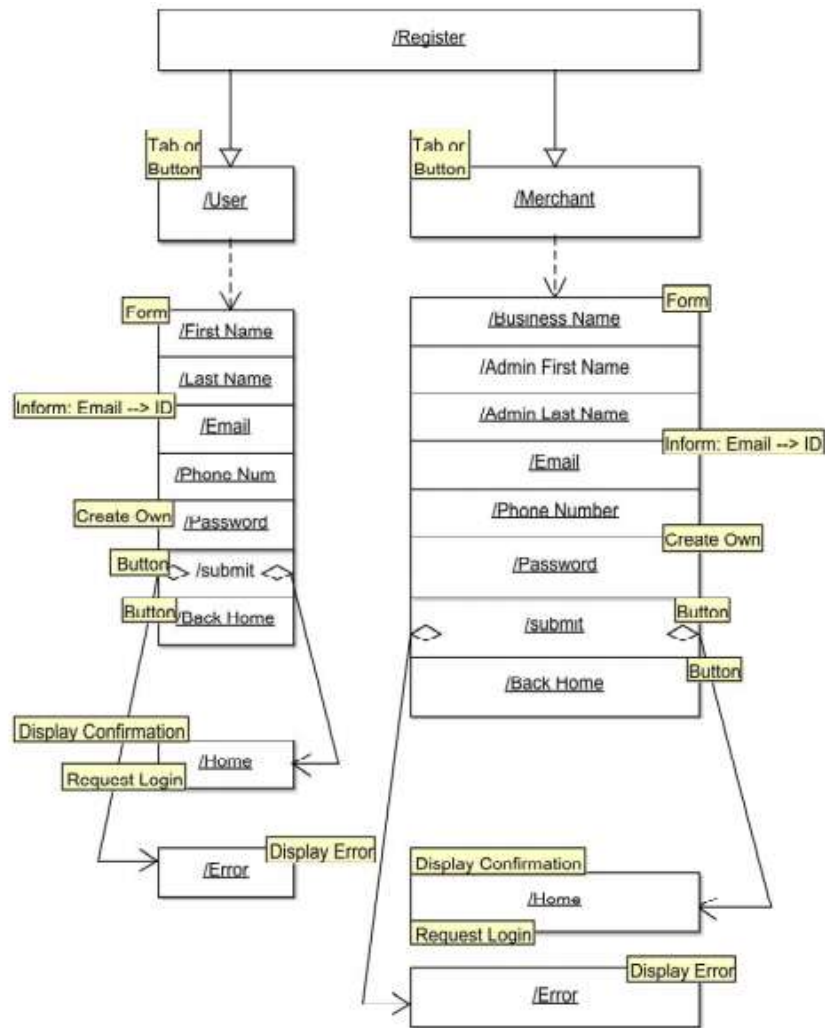 /Register
Tab or
Button
/User
Form
/First Name
/Last Name
Inform: Email --> ID
/Email
/Phone Num
Create Own
/Password
Button
/submit
Button
/Back Home
Display Confirmation
/Home
Request Login
Display Error
/Error
Tab or
Button
/Merchant
Form
/Business Name
/Admin First Name
/Admin Last Name
Inform: Email --> ID
/Email
/Phone Number
Create Own
/Password
Button
/submit
Button
/Back Home
Display Confirmation
/Home
Request Login
Display Error
/Error